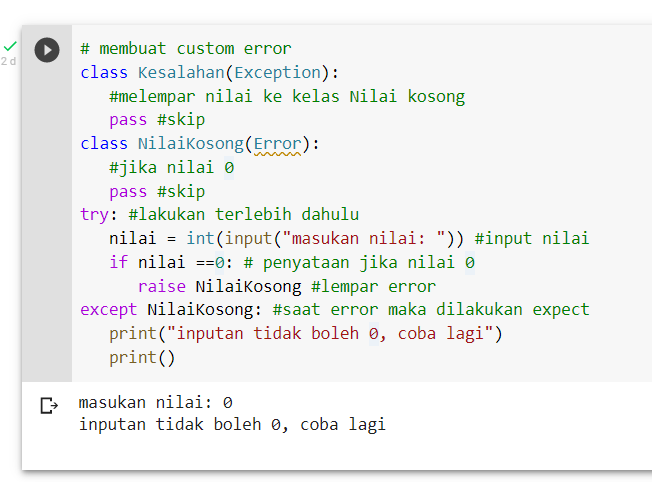 # membuat custom error
class Kesalahan(Exception):
#melempar nilai ke kelas Nilai kosong
pass #skip
class NilaiKosong(Error):
#jika nilai 0
pass #skip
try: #lakukan terlebih dahulu
nilai = int(input("masukan nilai: ")) #input nilai
if nilai ==0: # penyataan jika nilai 0
raise NilaiKosong #lempar error
except NilaiKosong: #saat error maka dilakukan expect
print("inputan tidak boleh 0, coba lagi")
print()
2 d
masukan nilai: 0
inputan tidak boleh 0, coba lagi